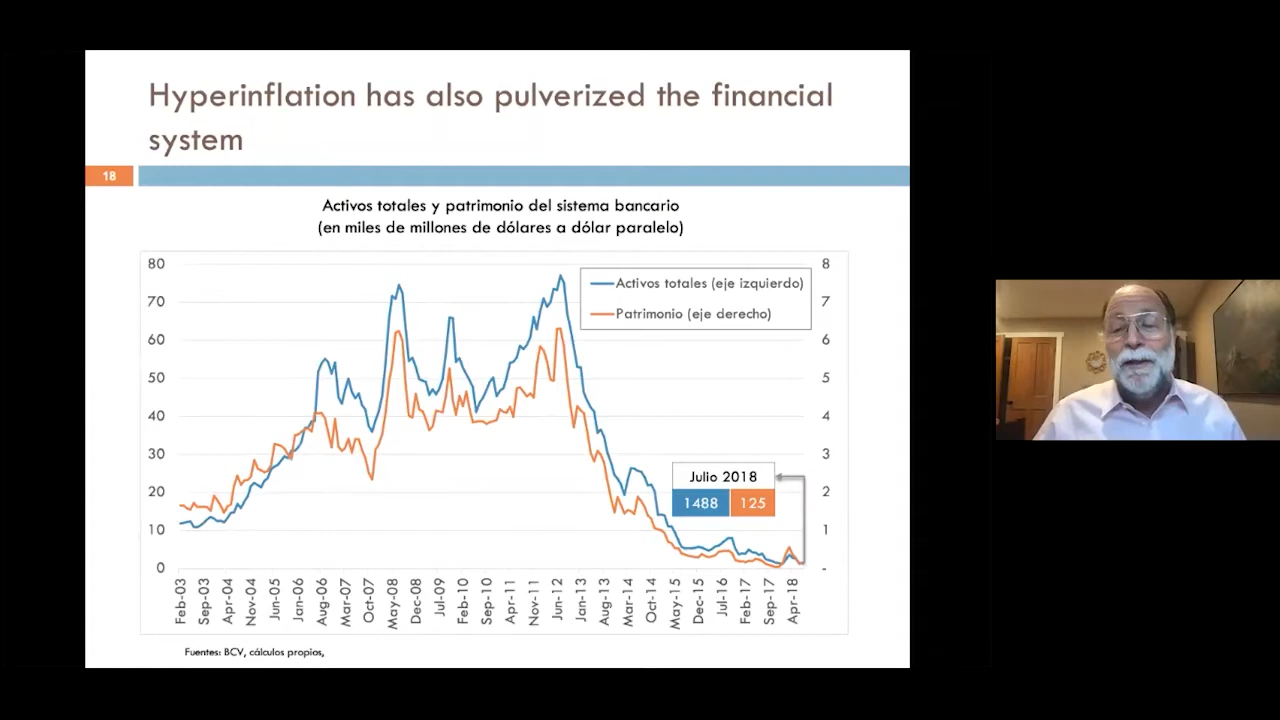 Hyperinflation has also pulverized the financial
system
18
Activos totales y patrimonio del sistema bancario
(en miles de millones de dólares a dólar paralelo)
80
70
60
50
40
30
20
10
0
8
7
6
5
4
3
2
1
-
Activos totales (eje izquierdo)
Patrimonio (eje derecho)
Julio 2018
1488 125
Feb-03
Sep-03
Apr-04
Nov-04
Jun-05
Jan-06
Aug-06
Mar-07
Oct-07
May-08
Dec-08
Jul-09
Feb-10
Sep-10
Apr-11
Nov-11
Jun-12
Jan-13
Aug-13
Mar-14
Oct-14
May-15
Dec-15
Jul-16
Feb-17
Sep-17
Apr-18
Fuentes: BCV, cálculos propios,